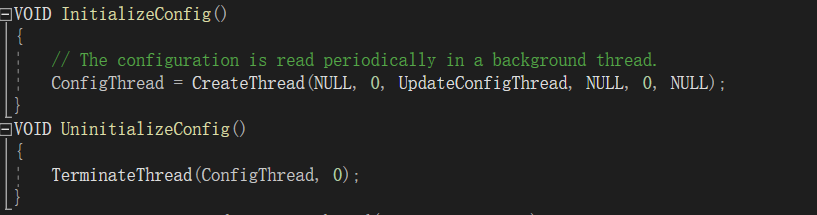 VOID InitializeConfig()
{
// The configuration is read periodically in a background thread.
ConfigThread = CreateThread(NULL, 0, UpdateConfigThread, NULL, 0, NULL);
}
VOID UninitializeConfig()
{
TerminateThread(ConfigThread, 0);
}